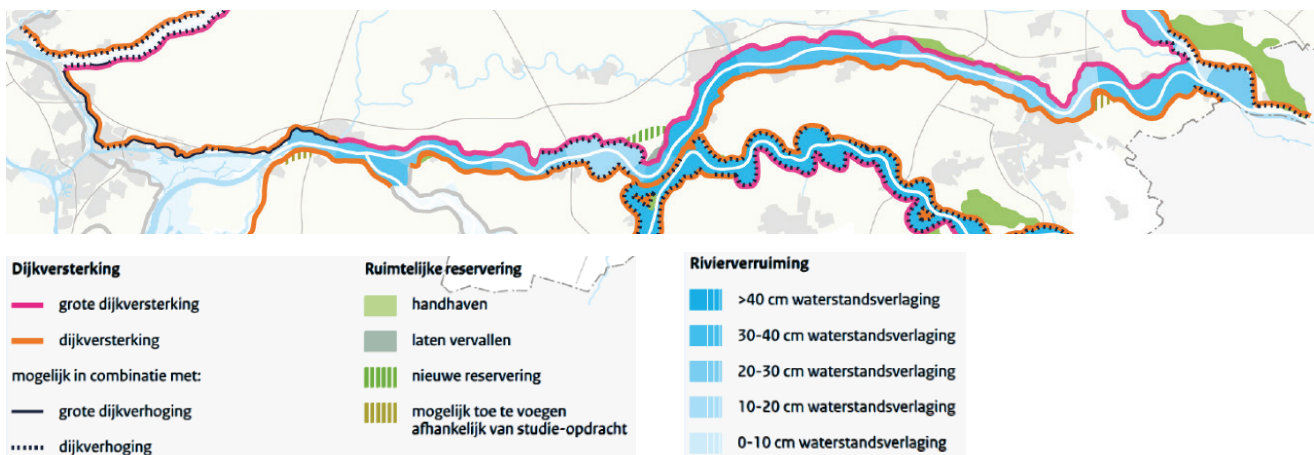 Dijkversterking
grote dijkversterking
dijkversterking
mogelijk in combinatie met:
grote dijkverhoging
dijkverhoging
Ruimtelijke reservering
handhaven
laten vervallen
nieuwe reservering
mogelijk toe te voegen
afhankelijk van studie-opdracht
Rivierverruiming
>40 cm waterstandsverlaging
30-40 cm waterstandsverlaging
20-30 cm waterstandsverlaging
10-20 cm waterstandsverlaging
0-10 cm waterstandsverlaging